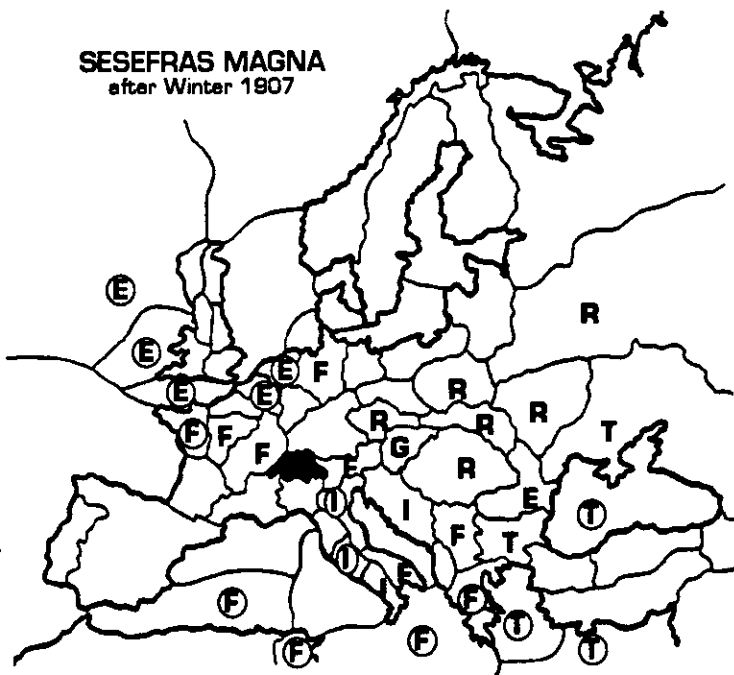 SESEFRAS MAGNA
after Winter 1907
E
R
E
E F
E E R
R
F F R R T
F G
R
I I E T
F T
I
I
F F
T
F F T